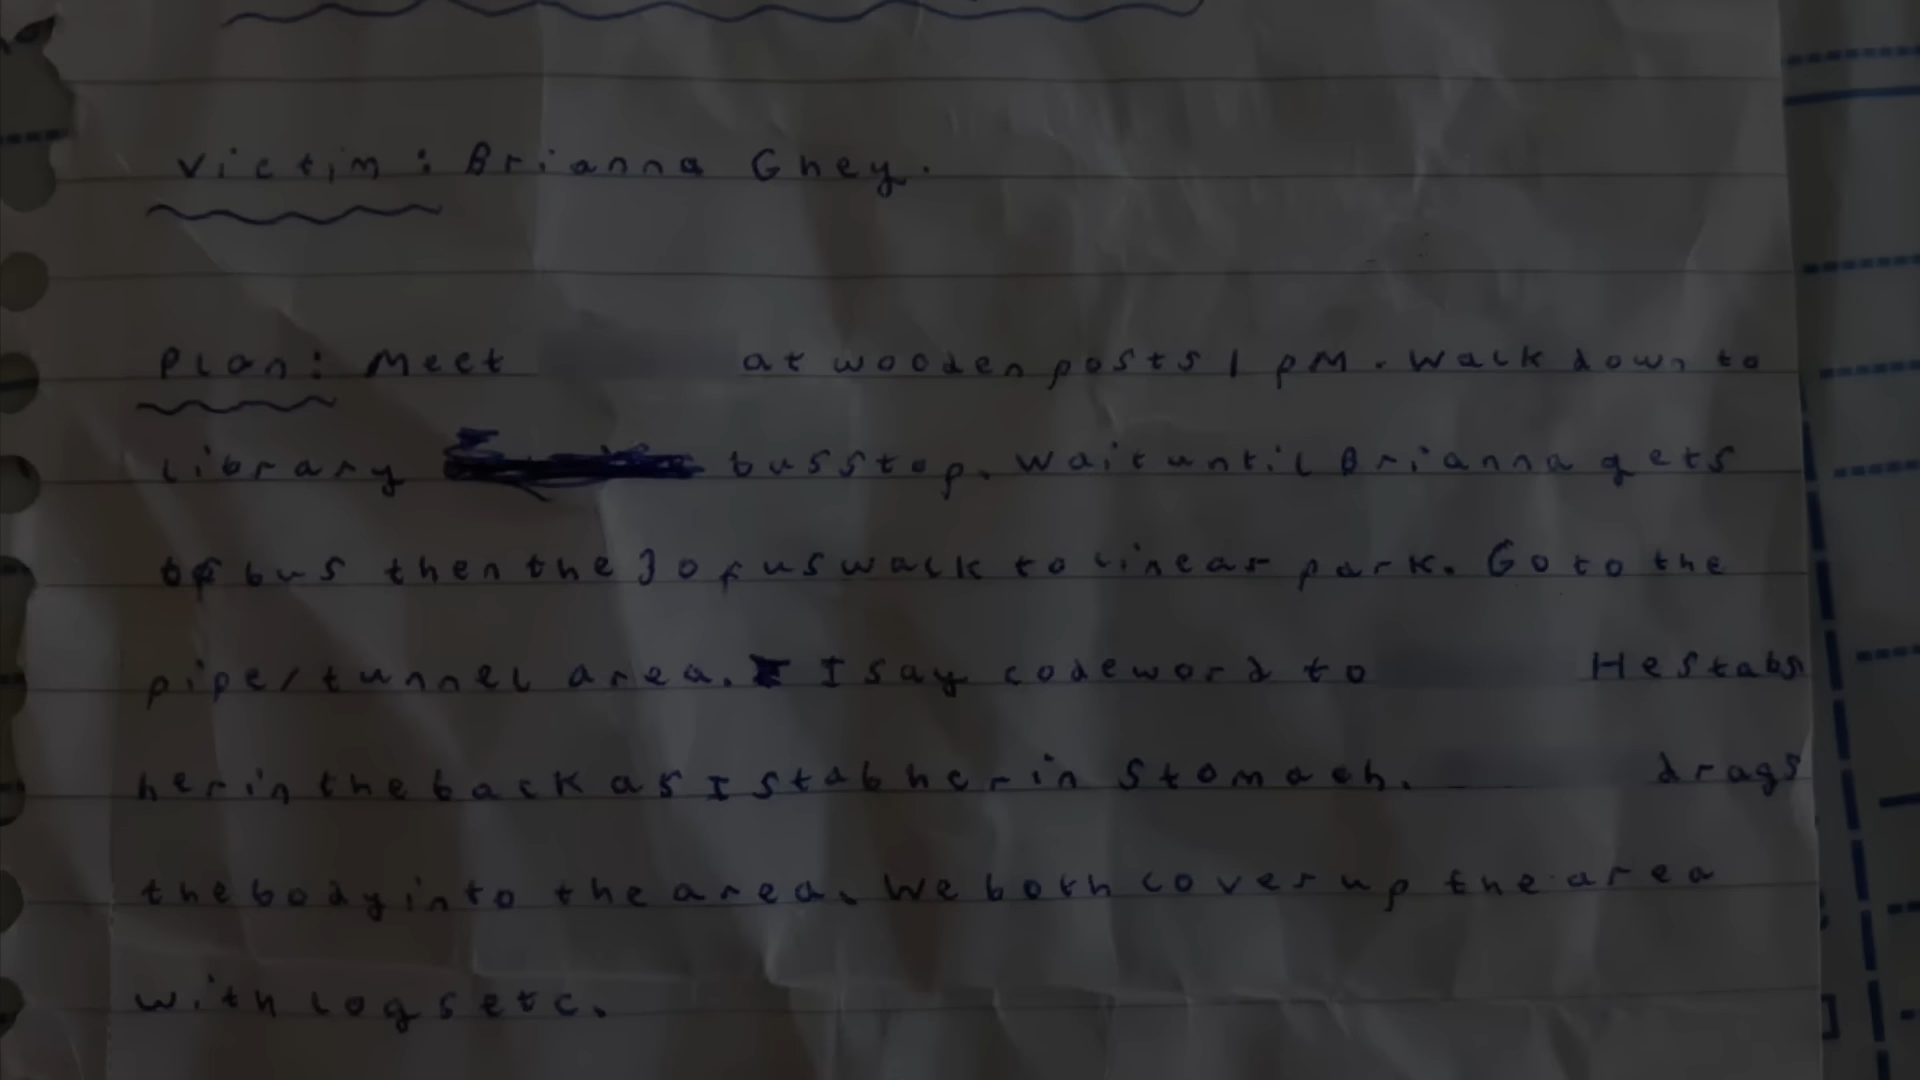 Victim: Brianna Ghey.
Plan: Meet at wooden posts 1 pM. Walk down to
library bus stop. Wait until Brianna gets
of bus then the 3 of us walk to linear park. Go to the
pipe/tunnel area. I say codeword to He stabs
her in the back as I stab her in stomach. drags
the body into the area. We both cover up the area
with logs etc.